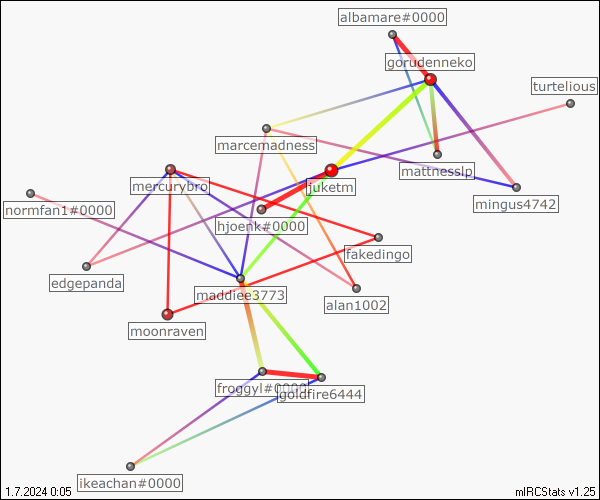 albamare#0000
gorudenneko
turtelious
marcemadness
mattnesslp
mercurybro
juketm
mingus4742
normfan1#0000
hjoenk#0000
fakedingo
edgepanda
maddiee3773
alan1002
moonraven
froggyl#0000
goldfire6444
ikeachan#0000
1.7.2024 0:05
mIRCStats v1.25